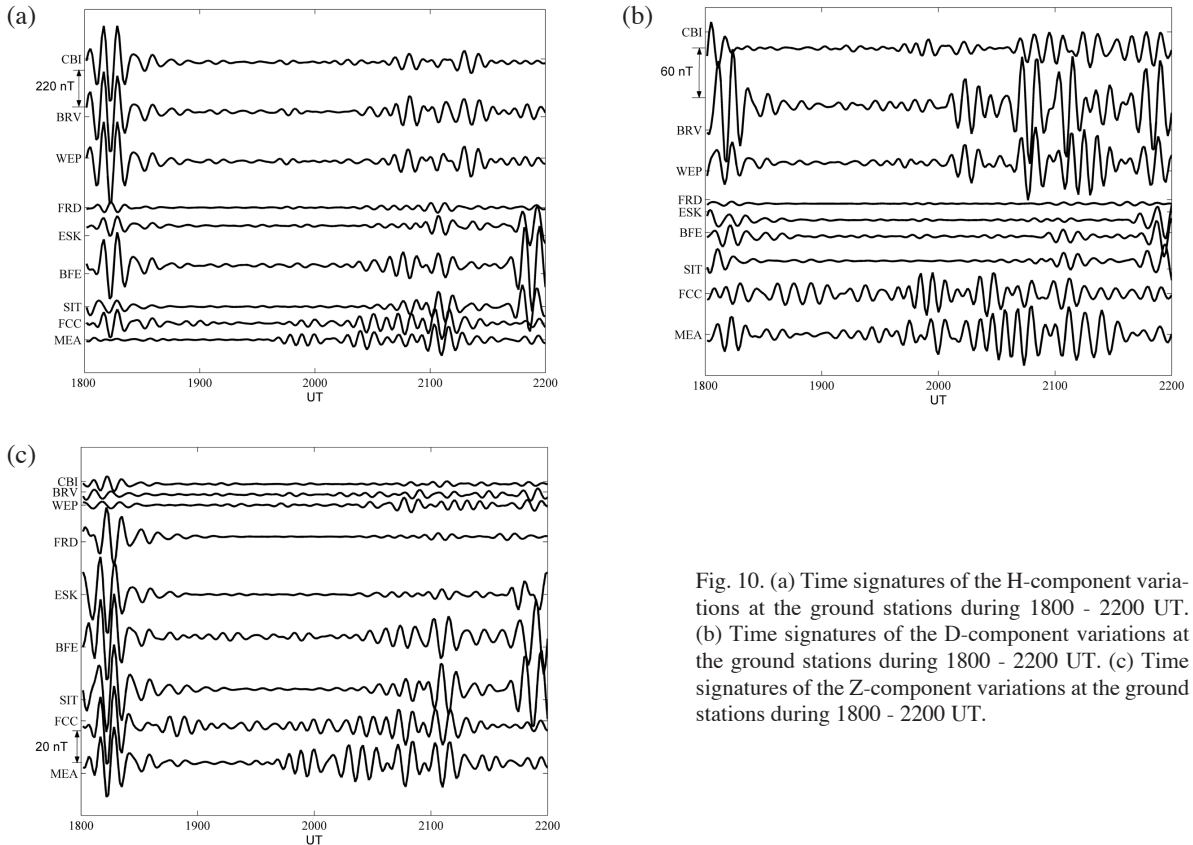 (a)
CBI
220 nT
BRV
WEP
FRD
ESK
BFE
SIT
FCC
MEA
1800
1900
2000
2100
2200
UT
(b)
CBI
60 nT
BRV
WEP
FRD
ESK
BFE
SIT
FCC
MEA
1800
1900
2000
2100
2200
UT
(c)
CBI
BRV
WEP
FRD
ESK
BFE
SIT
FCC
20 nT
MEA
1800
1900
2000
2100
2200
UT
Fig. 10. (a) Time signatures of the H-component varia-
tions at the ground stations during 1800 - 2200 UT.
(b) Time signatures of the D-component variations at
the ground stations during 1800 - 2200 UT. (c) Time
signatures of the Z-component variations at the ground
stations during 1800 - 2200 UT.